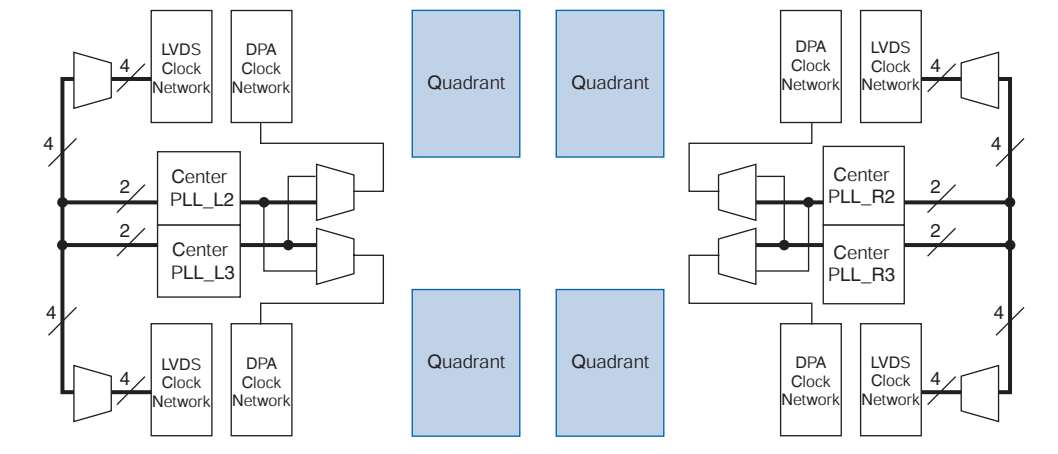 4
LVDS
Clock
Network
DPA
Clock
Network
Quadrant
Quadrant
DPA
Clock
Network
LVDS
Clock
Network
4
4
2
Center
PLL_L2
2
Center
PLL_L3
Center
PLL_R2
2
Center
PLL_R3
2
4
4
4
4
LVDS
Clock
Network
DPA
Clock
Network
Quadrant
Quadrant
DPA
Clock
Network
LVDS
Clock
Network
4